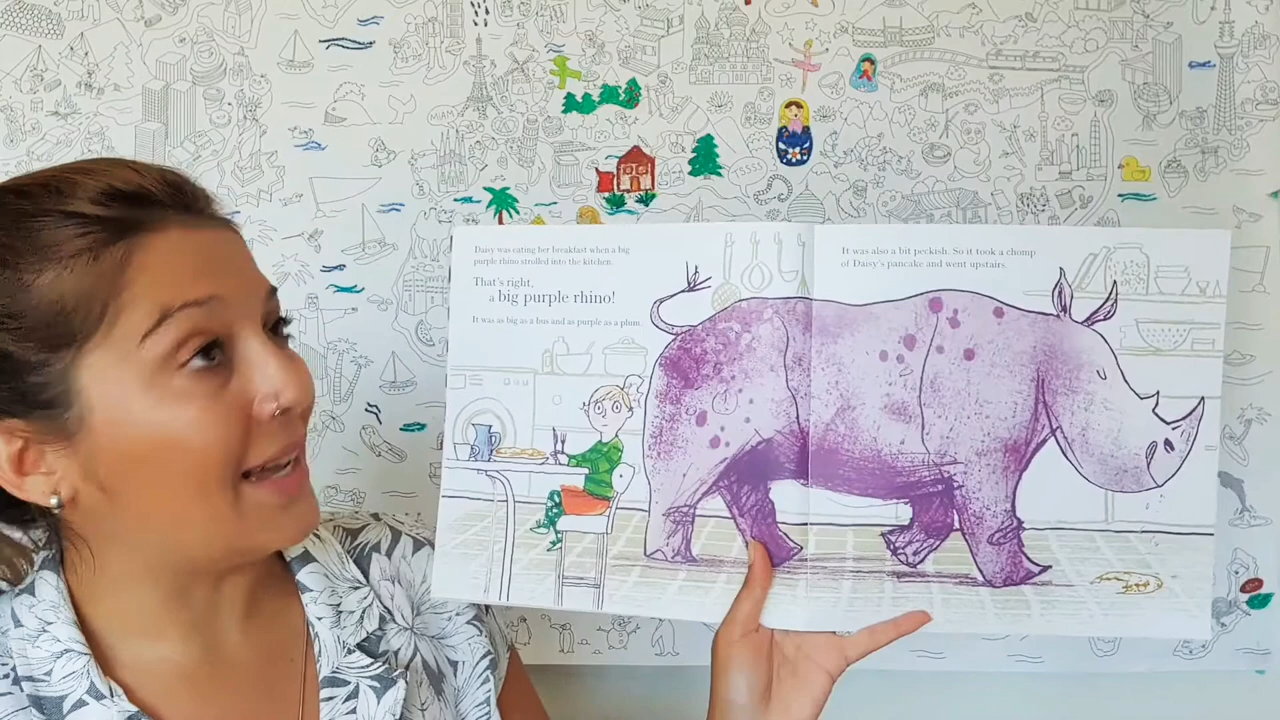 MIAMI
Daisy was eating her breakfast when a big
purple rhino strolled into the kitchen.
That's right,
a big purple rhino!
It was as big as a bus and as purple as a plum.
It was also a bit peckish. So it took a chomp
of Daisy's pancake and went upstairs.